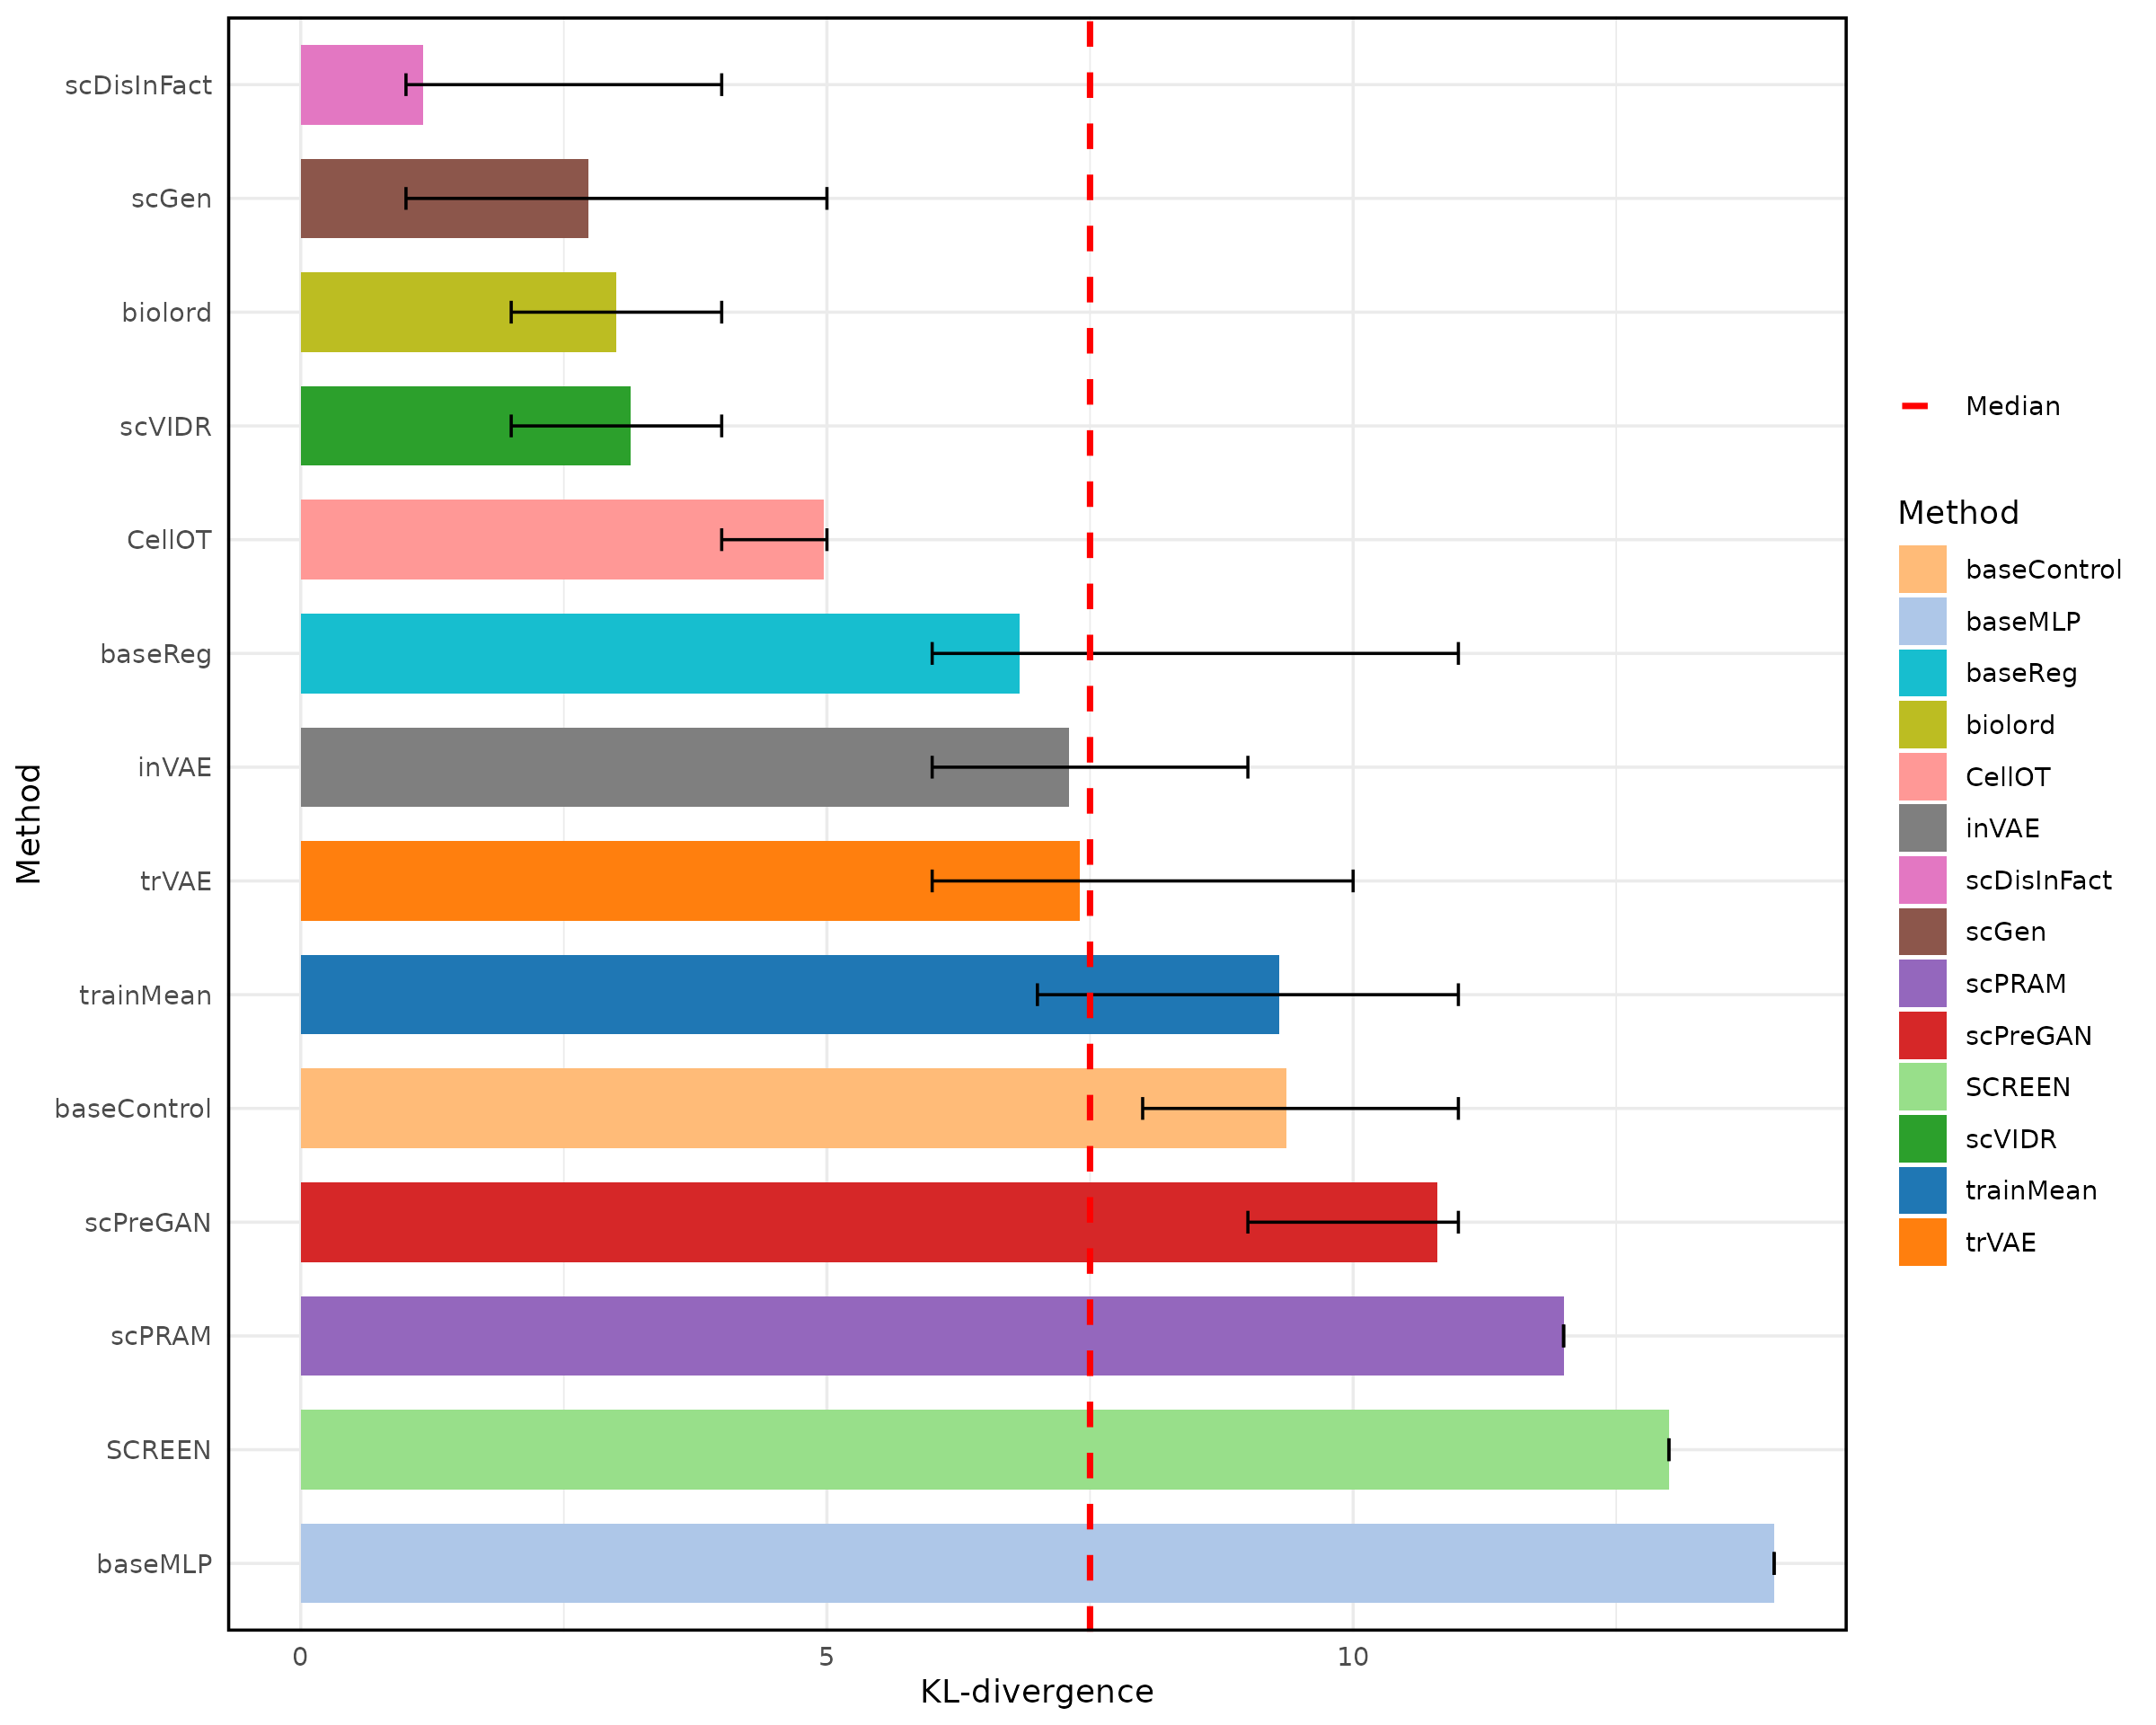 scDisInFact
scGen
biolord
scVIDR
CellOT
baseReg
inVAE
trVAE
trainMean
baseControl
scPreGAN
scPRAM
SCREEN
baseMLP
Method
0 5 10
KL-divergence
Median
Method
baseControl
baseMLP
baseReg
biolord
CellOT
inVAE
scDisInFact
scGen
scPRAM
scPreGAN
SCREEN
scVIDR
trainMean
trVAE